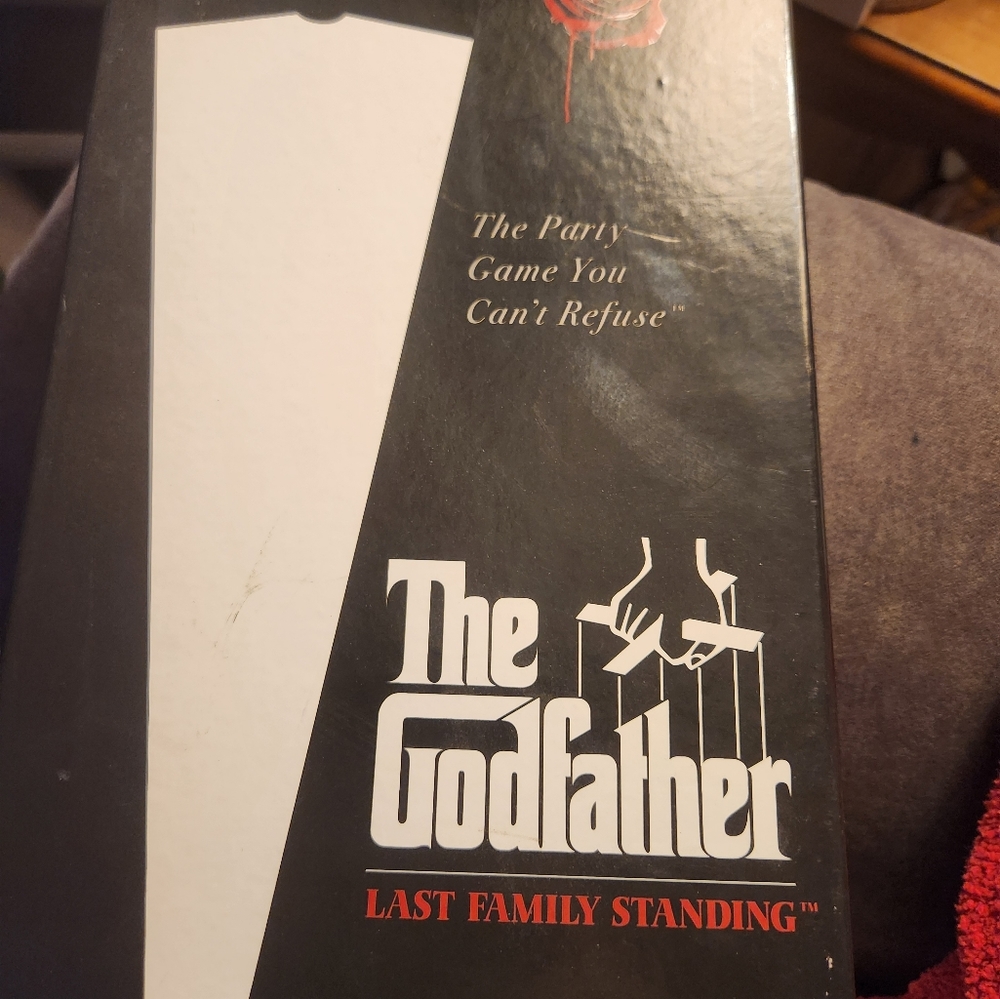 The Party
Game You
Can't Refuse™
The
Godfather
LAST FAMILY STANDING™